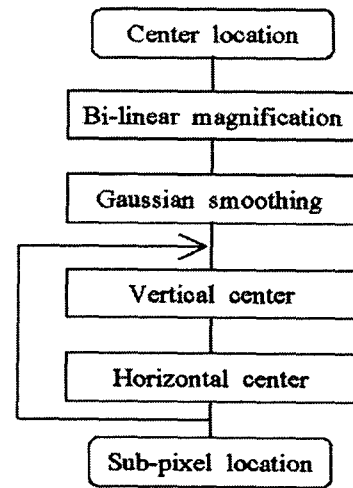 Center location
Bi-linear magnification
Gaussian smoothing
Vertical center
Horizontal center
Sub-pixel location